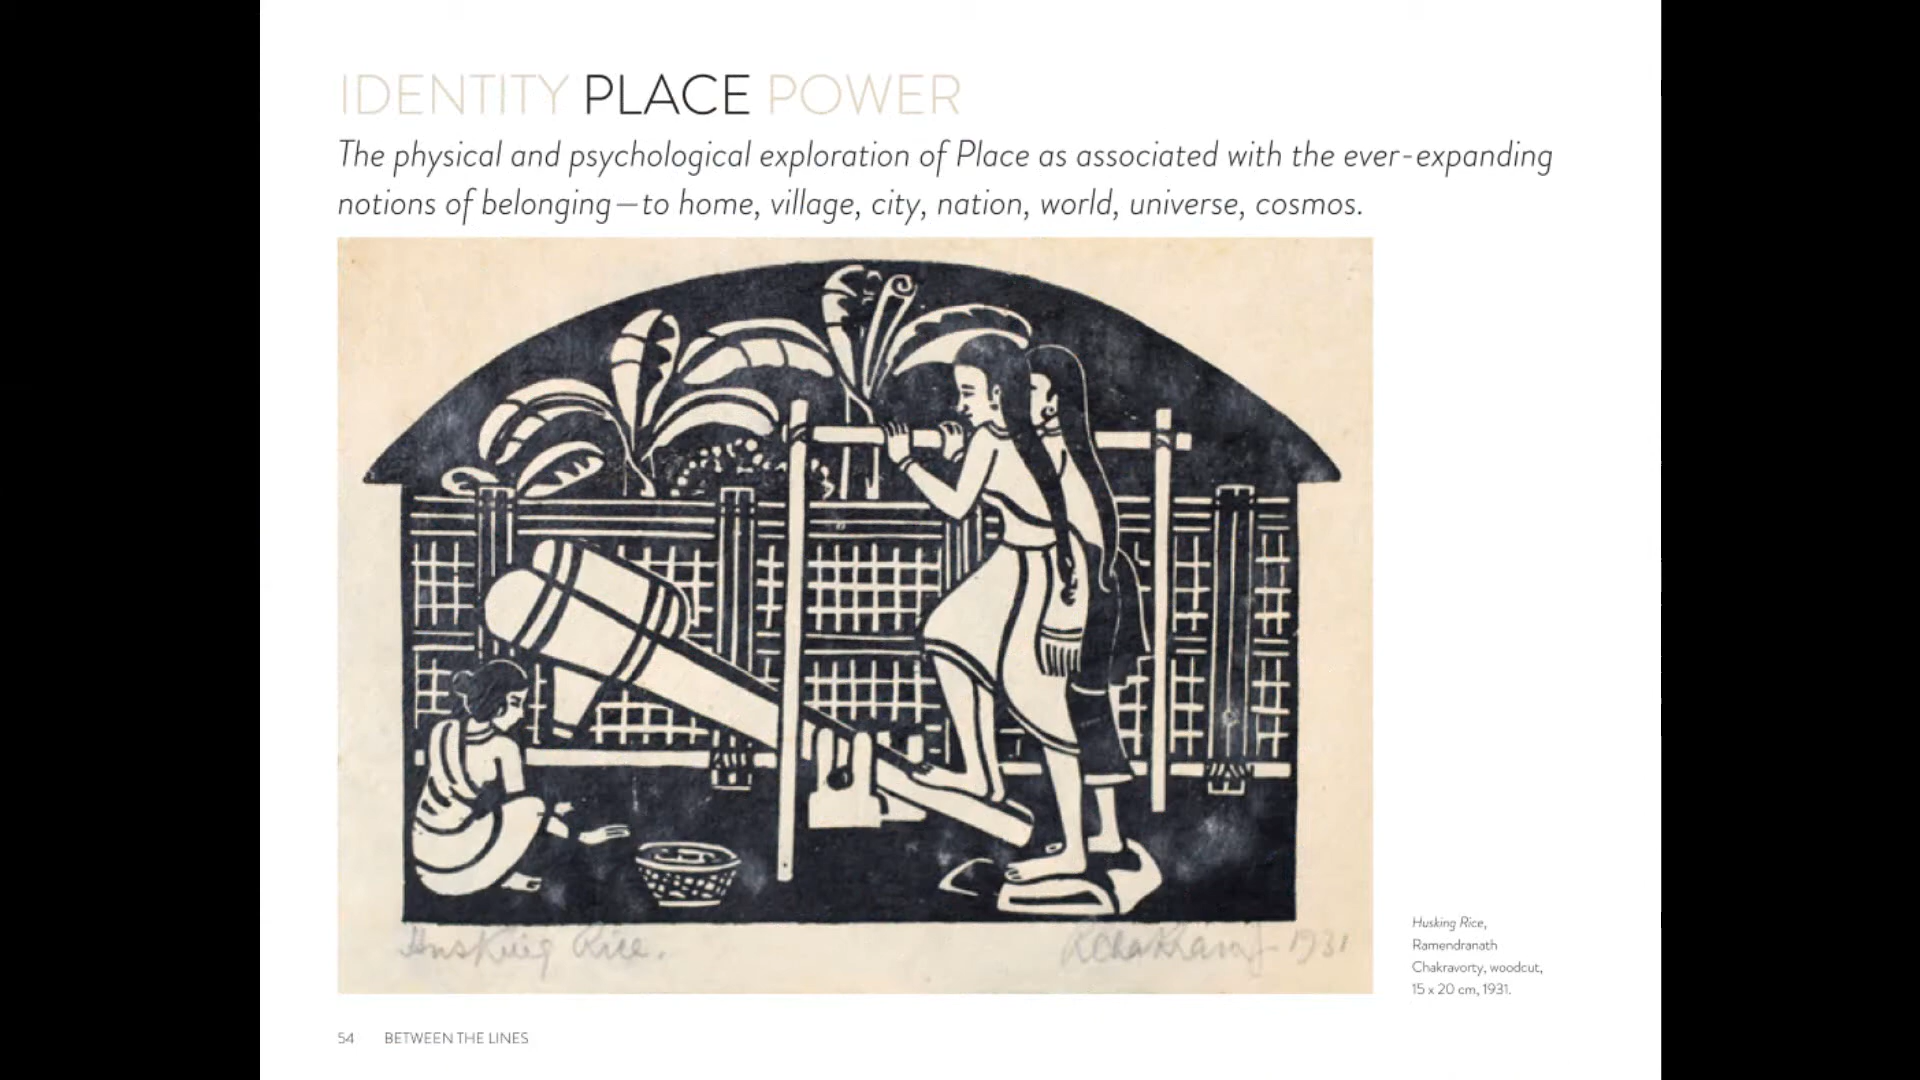 IDENTITY PLACE POWER
The physical and psychological exploration of Place as associated with the ever-expanding
notions of belonging—to home, village, city, nation, world, universe, cosmos.
Husking Rice.
1931
Husking Rice,
Ramendranath
Chakravorty, woodcut,
15 x 20 cm, 1931.
54 BETWEEN THE LINES